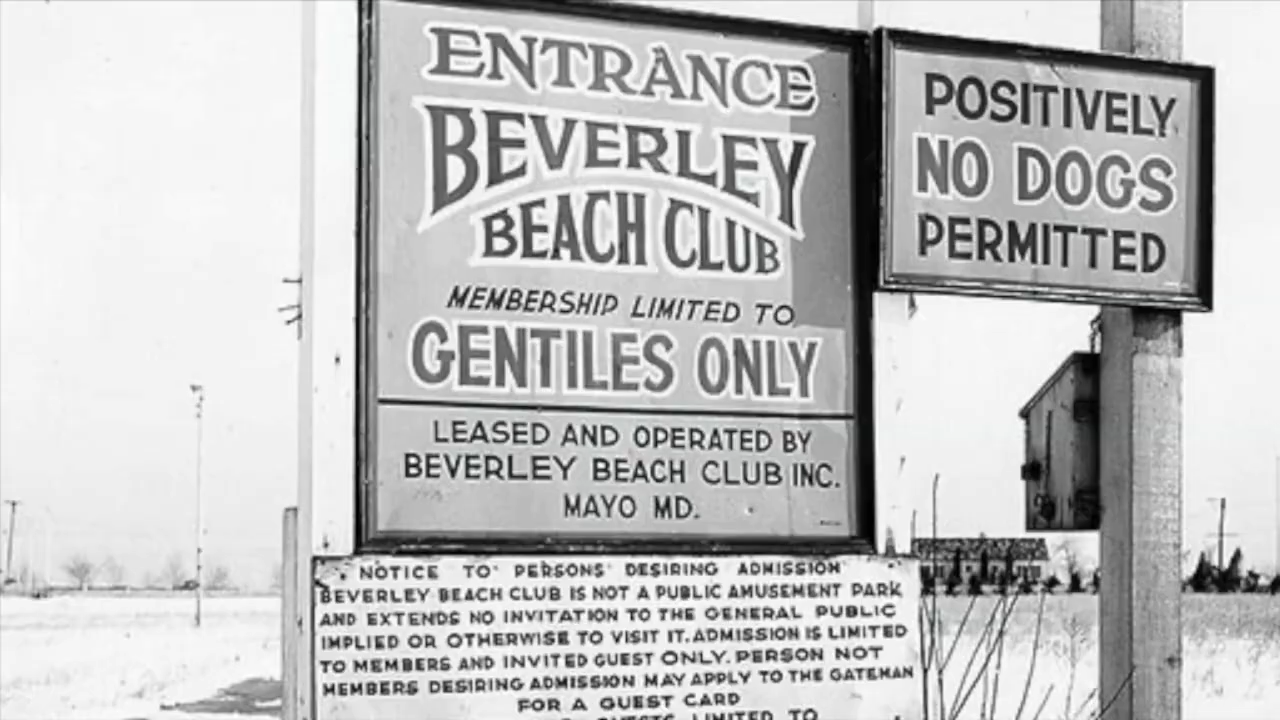 ENTRANCE
BEVERLEY
BEACH CLUB
MEMBERSHIP LIMITED TO
GENTILES ONLY
LEASED AND OPERATED BY
BEVERLEY BEACH CLUB INC.
MAYO MD.
POSITIVELY
NO DOGS
PERMITTED
NOTICE TO PERSONS DESIRING ADMISSION
BEVERLEY BEACH CLUB IS NOT A PUBLIC AMUSEMENT PARK
AND EXTENDS NO INVITATION TO THE GENERAL PUBLIC
IMPLIED OR OTHERWISE TO VISIT IT. ADMISSION IS LIMITED
TO MEMBERS AND INVITED GUEST ONLY. PERSON NOT
MEMBERS DESIRING ADMISSION MAY APPLY TO THE GATEMAN
FOR A GUEST CARD
GUESTS LIMITED TO